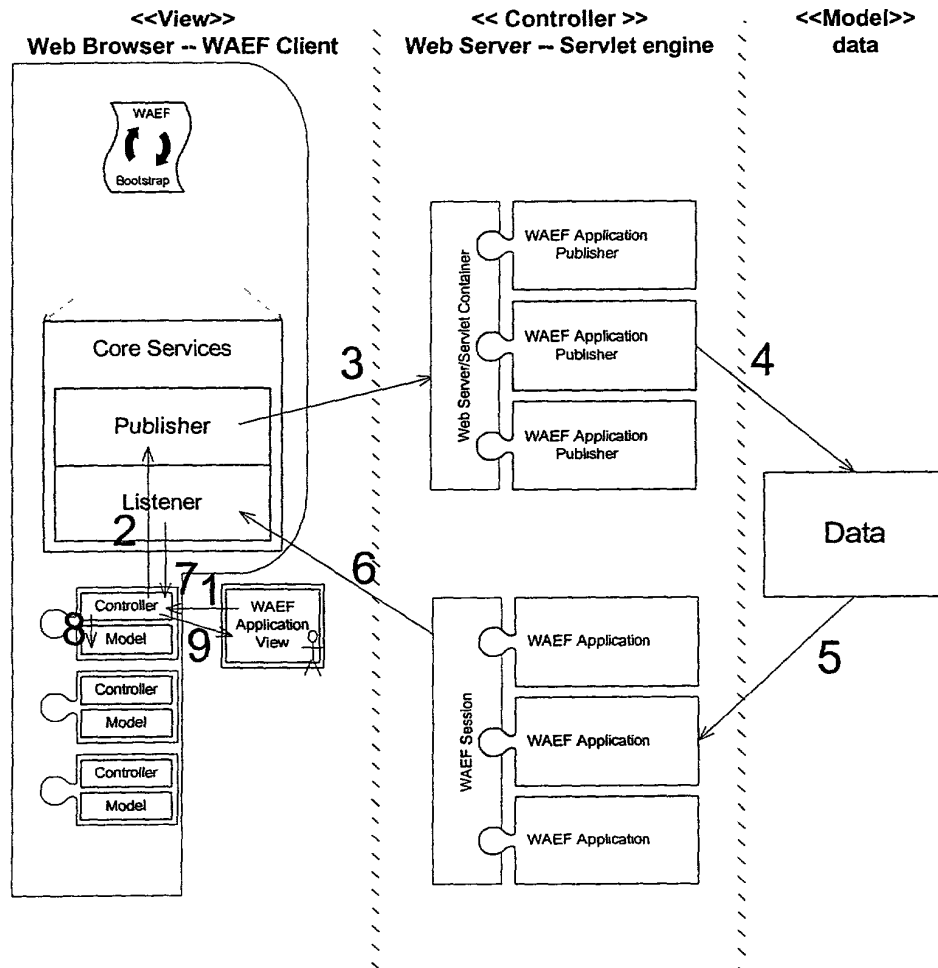 <<View>>
Web Browser -- WAEF Client
<< Controller >>
Web Server -- Servlet engine
<<Model>>
data
WAEF
Bootstrap
Core Services
Publisher
Listener
Controller
Model
Controller
Model
Controller
Model
WAEF
Application
View
Web Server/Servlet Container
WAEF Application
Publisher
WAEF Application
Publisher
WAEF Application
Publisher
WAEF Session
WAEF Application
WAEF Application
WAEF Application
Data
1
2
3
4
5
6
7
8
9